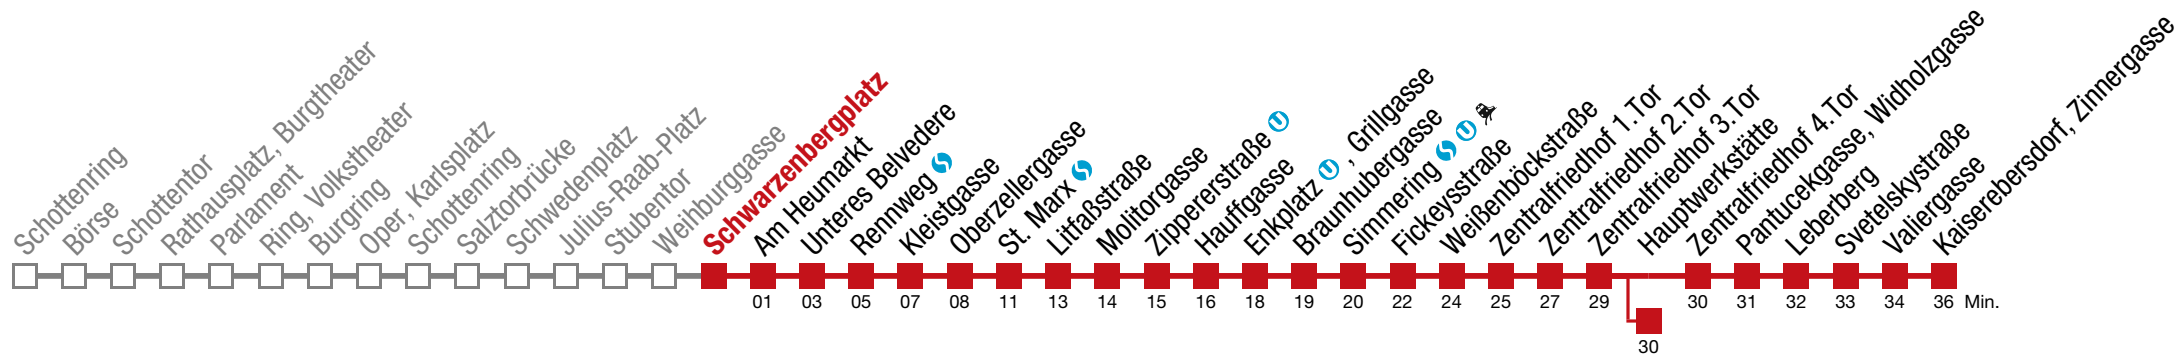 Schottenring
Börse
Schottentor
Rathausplatz, Burgtheater
Parlament
Ring, Volkstheater
Burgring
Oper, Karlsplatz
Schottenring
Salztorbrücke
Schwedenplatz
Julius-Raab-Platz
Stubentor
Weihburggasse
Schwarzenbergplatz
Am Heumarkt
Unteres Belvedere
Rennweg S
Kleistgasse
Oberzellergasse
St. Marx S
Litfaßstraße
Molitorgasse
Zippererstraße U
Hauffgasse
Enkplatz U, Grillgasse
Braunhubergasse
Simmering S U
Fickeysstraße
Weißenböckstraße
Zentralfriedhof 1.Tor
Zentralfriedhof 2.Tor
Zentralfriedhof 3.Tor
Hauptwerkstätte
Zentralfriedhof 4.Tor
Pantucekgasse, Widholzgasse
Leberberg
Svetelskystraße
Valiergasse
Kaiserebersdorf, Zinnergasse
01 03 05 07 08 11 13 14 15 16 18 19 20 22 24 25 27 29 30 31 32 33 34 36 Min.
30